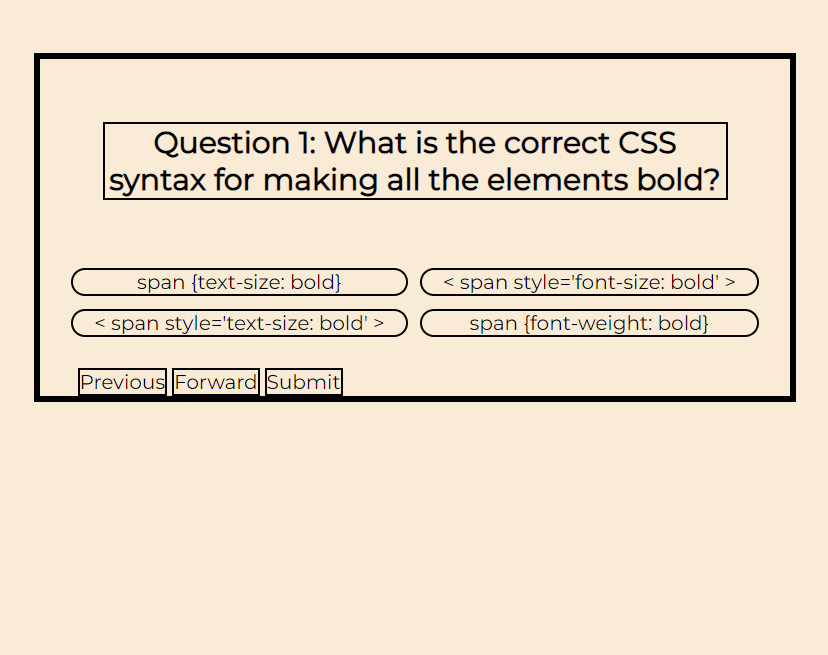 Question 1: What is the correct CSS
syntax for making all the elements bold?
span {text-size: bold}
< span style='font-size: bold' >
< span style='text-size: bold' >
span {font-weight: bold}
Previous Forward Submit